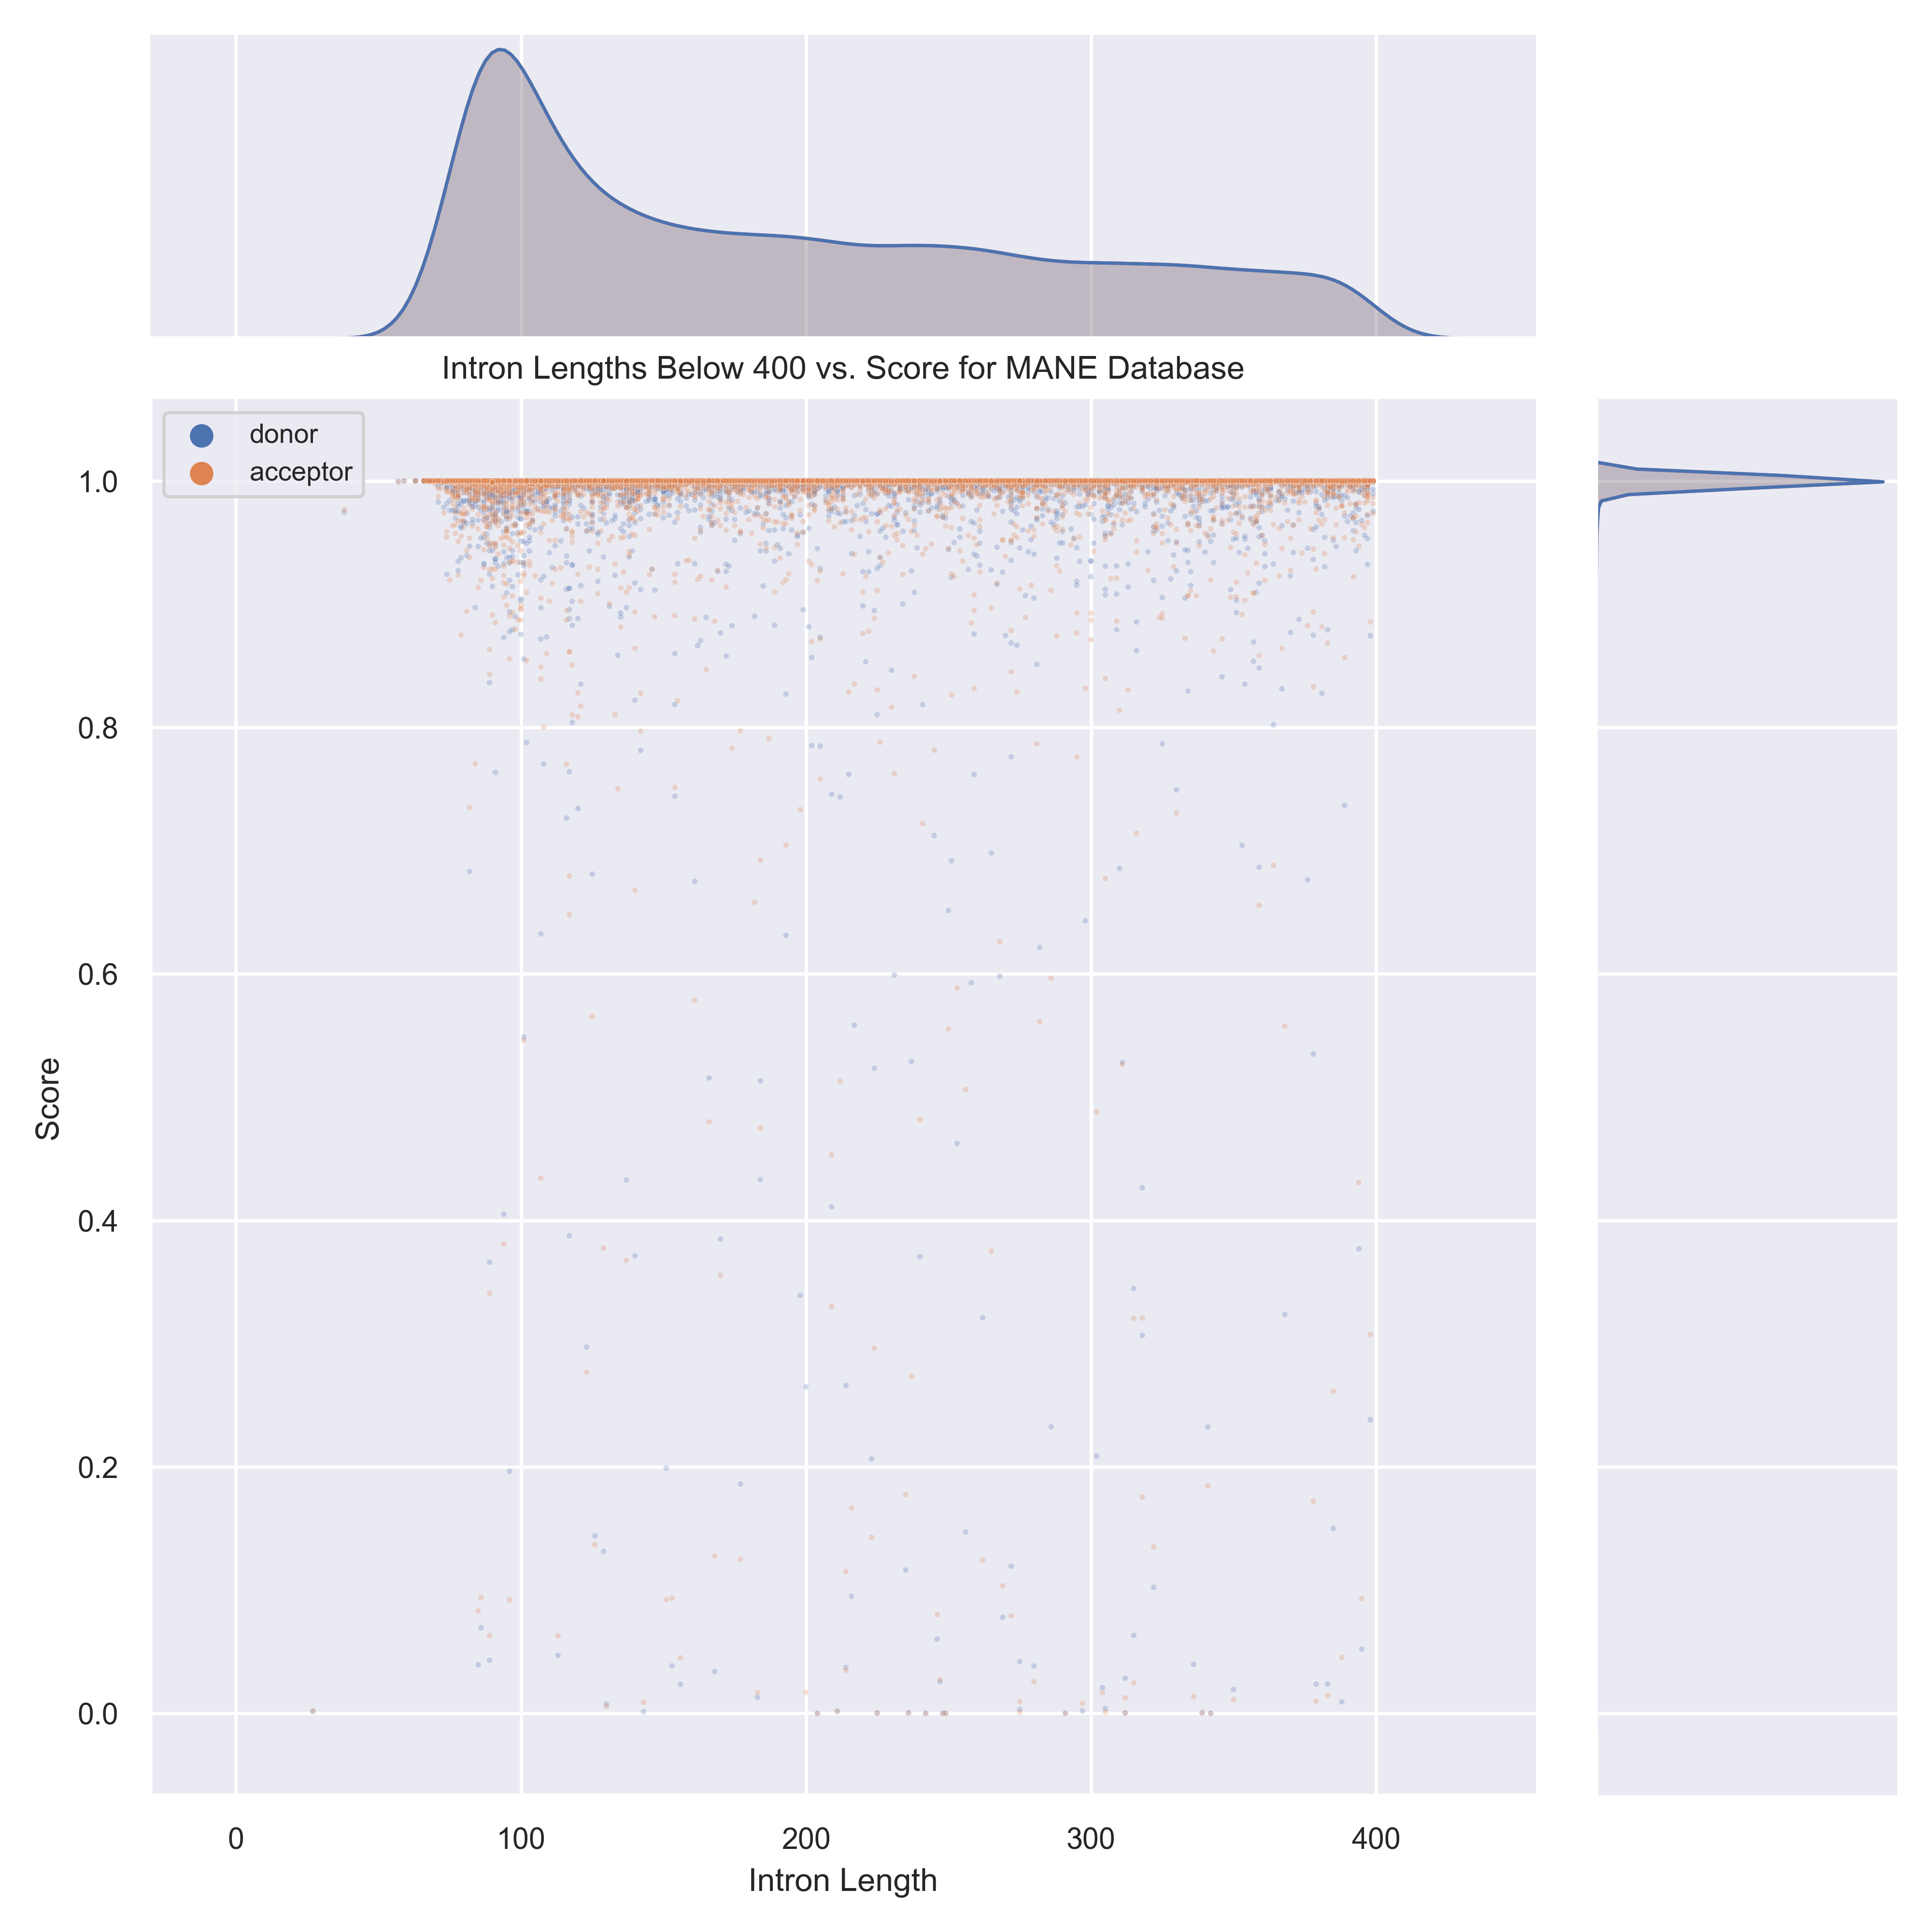 Intron Lengths Below 400 vs. Score for MANE Database
donor
acceptor
1.0
0.8
0.6
0.4
0.2
0.0
Score
0 100 200 300 400
Intron Length